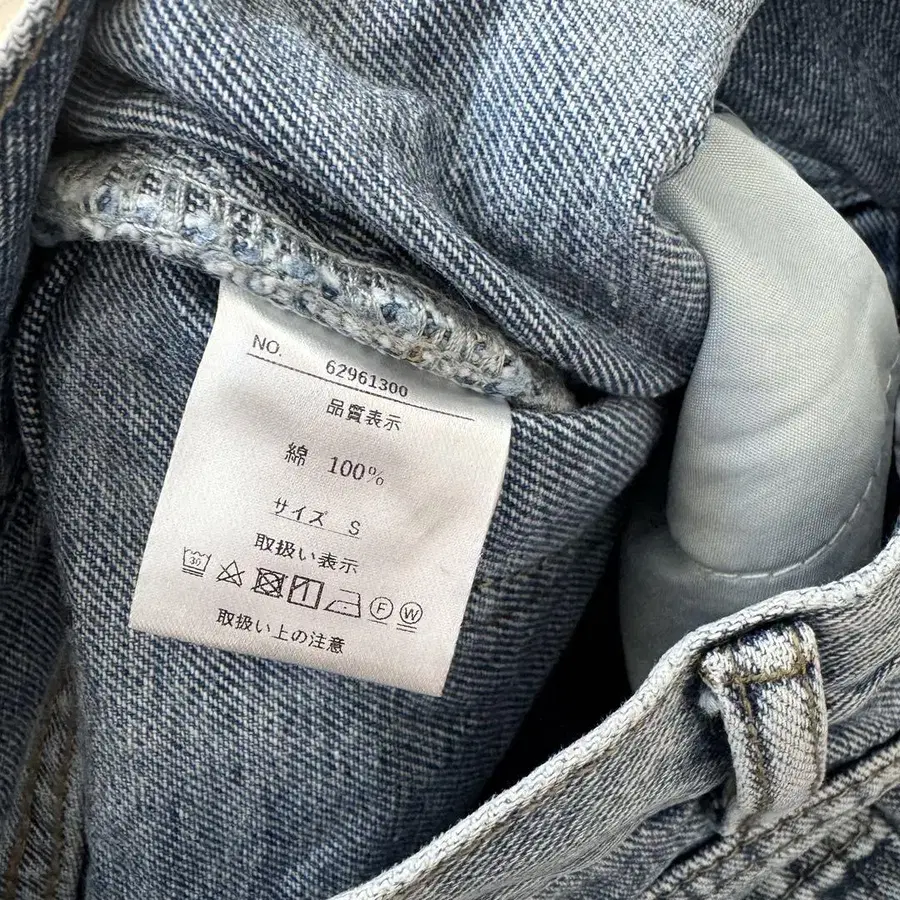 NO. 62961300
品質表示
綿 100%
サイズ S
取扱い表示
30 F W
取扱い上の注意